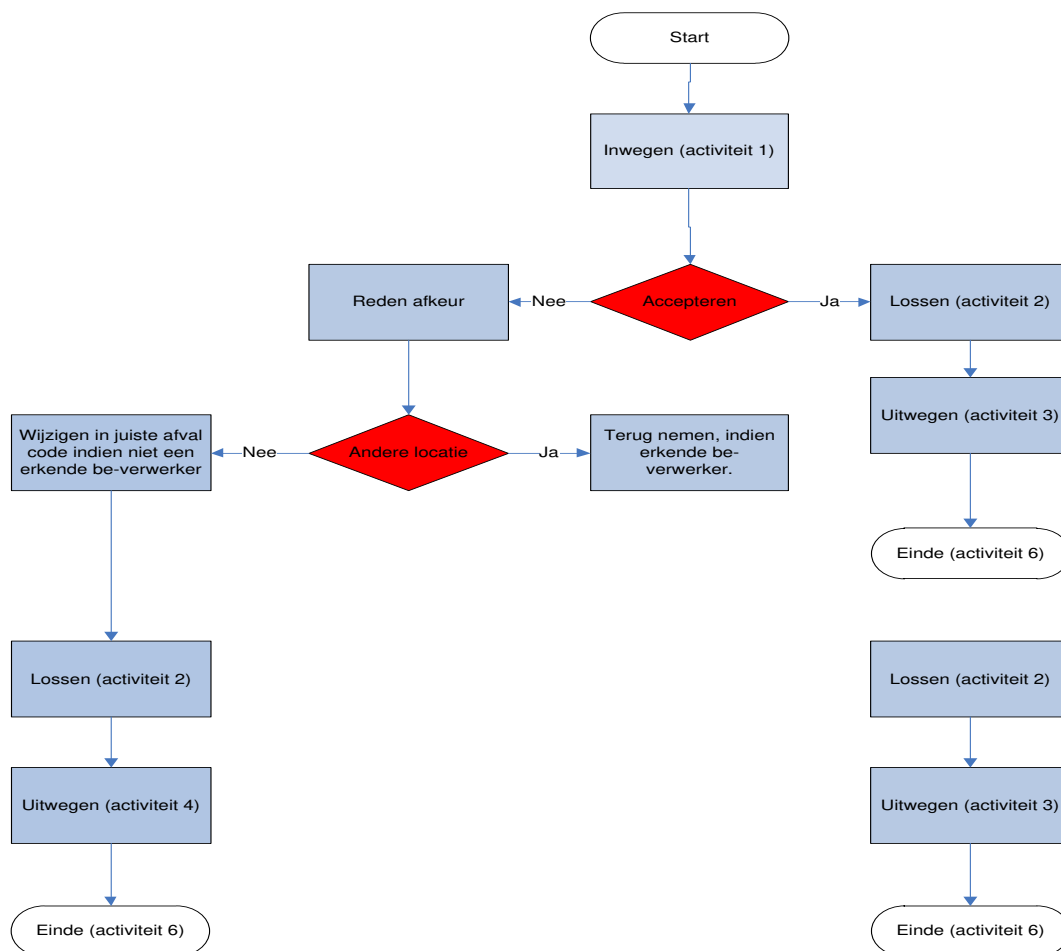 Start
Inwegen (activiteit 1)
Reden afkeur
Nee
Accepteren
Ja
Lossen (activiteit 2)
Uitwegen (activiteit 3)
Wijzigen in juiste afval
code indien niet een
erkende be-verwerker
Nee
Andere locatie
Ja
Terug nemen, indien
erkende be-
verwerker.
Einde (activiteit 6)
Lossen (activiteit 2)
Lossen (activiteit 2)
Uitwegen (activiteit 4)
Uitwegen (activiteit 3)
Einde (activiteit 6)
Einde (activiteit 6)